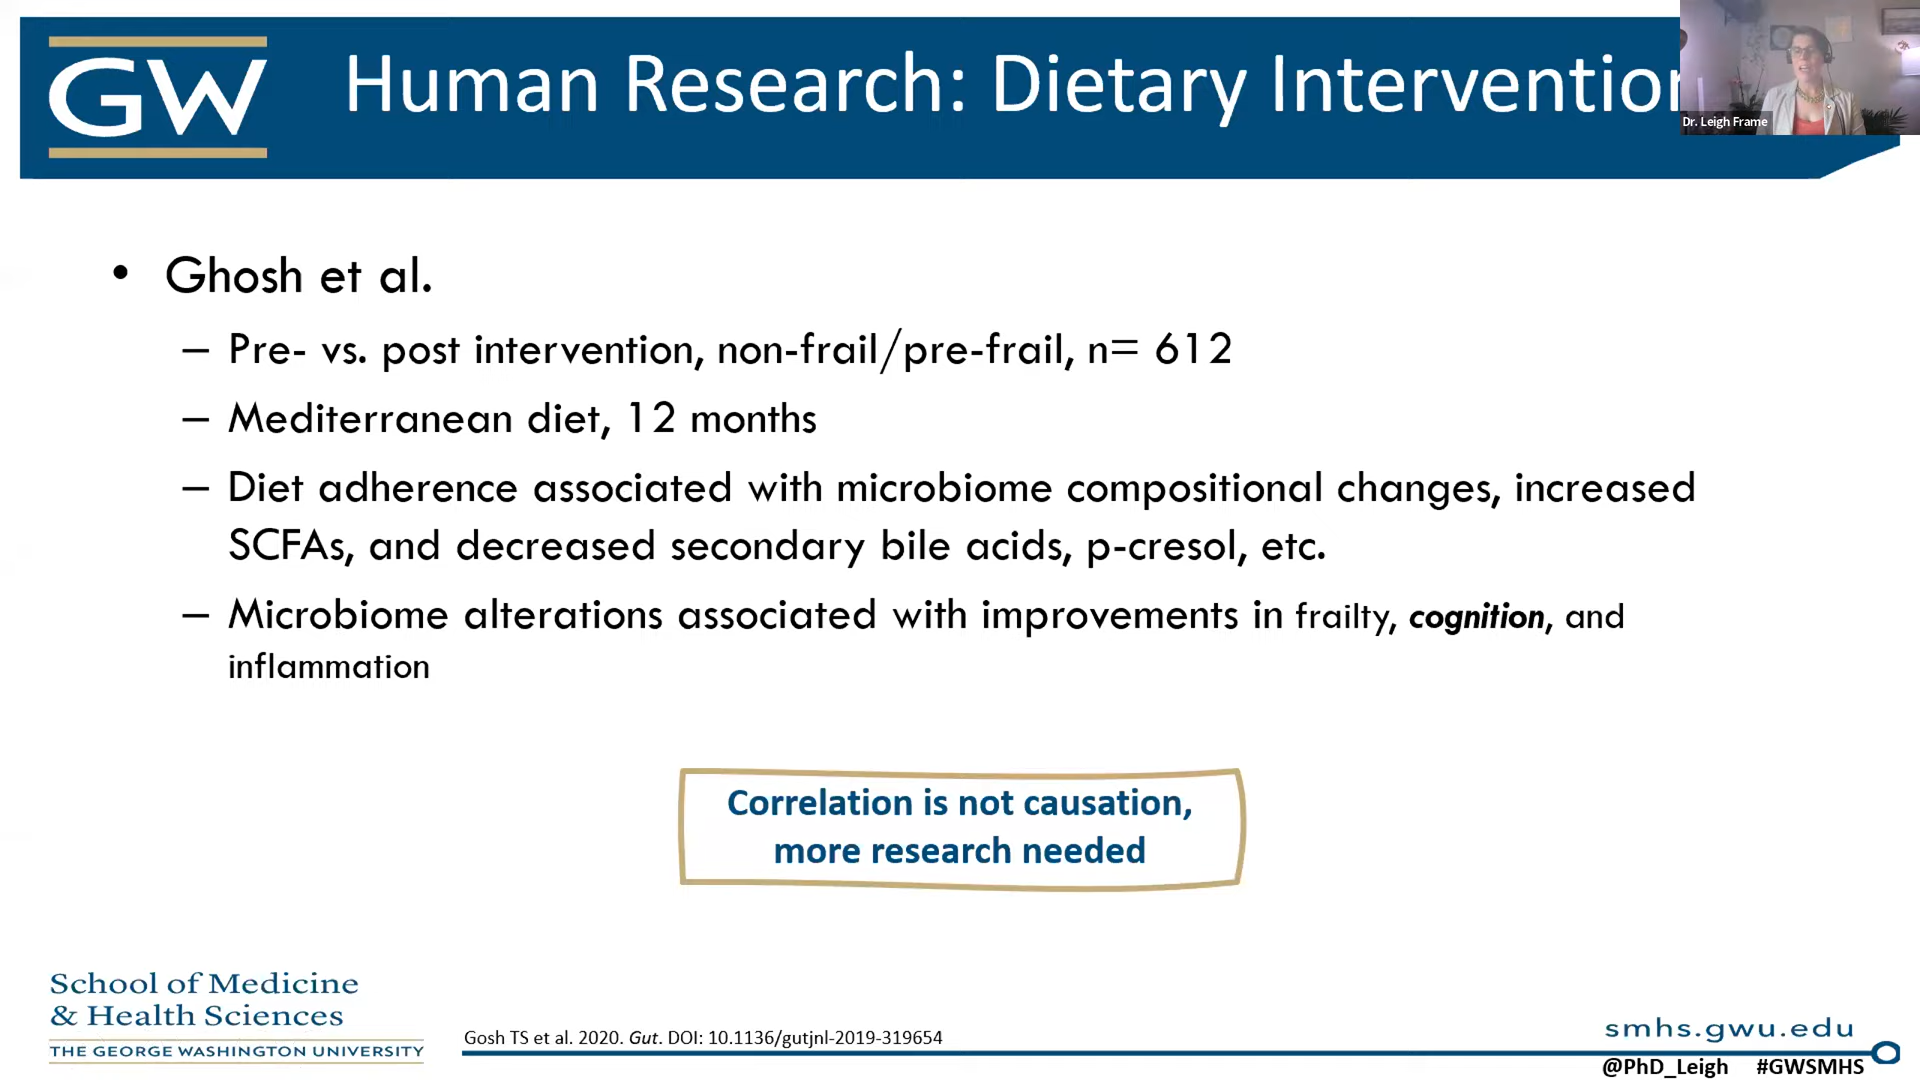 GW
Human Research: Dietary Intervention
Dr. Leigh Frame
• Ghosh et al.
– Pre- vs. post intervention, non-frail/pre-frail, n= 612
– Mediterranean diet, 12 months
– Diet adherence associated with microbiome compositional changes, increased
SCFAs, and decreased secondary bile acids, p-cresol, etc.
– Microbiome alterations associated with improvements in frailty, cognition, and
inflammation
Correlation is not causation,
more research needed
School of Medicine
& Health Sciences
THE GEORGE WASHINGTON UNIVERSITY
Gosh TS et al. 2020. Gut. DOI: 10.1136/gutjnl-2019-319654
smhs.gwu.edu
@PhD_Leigh #GWSMHS